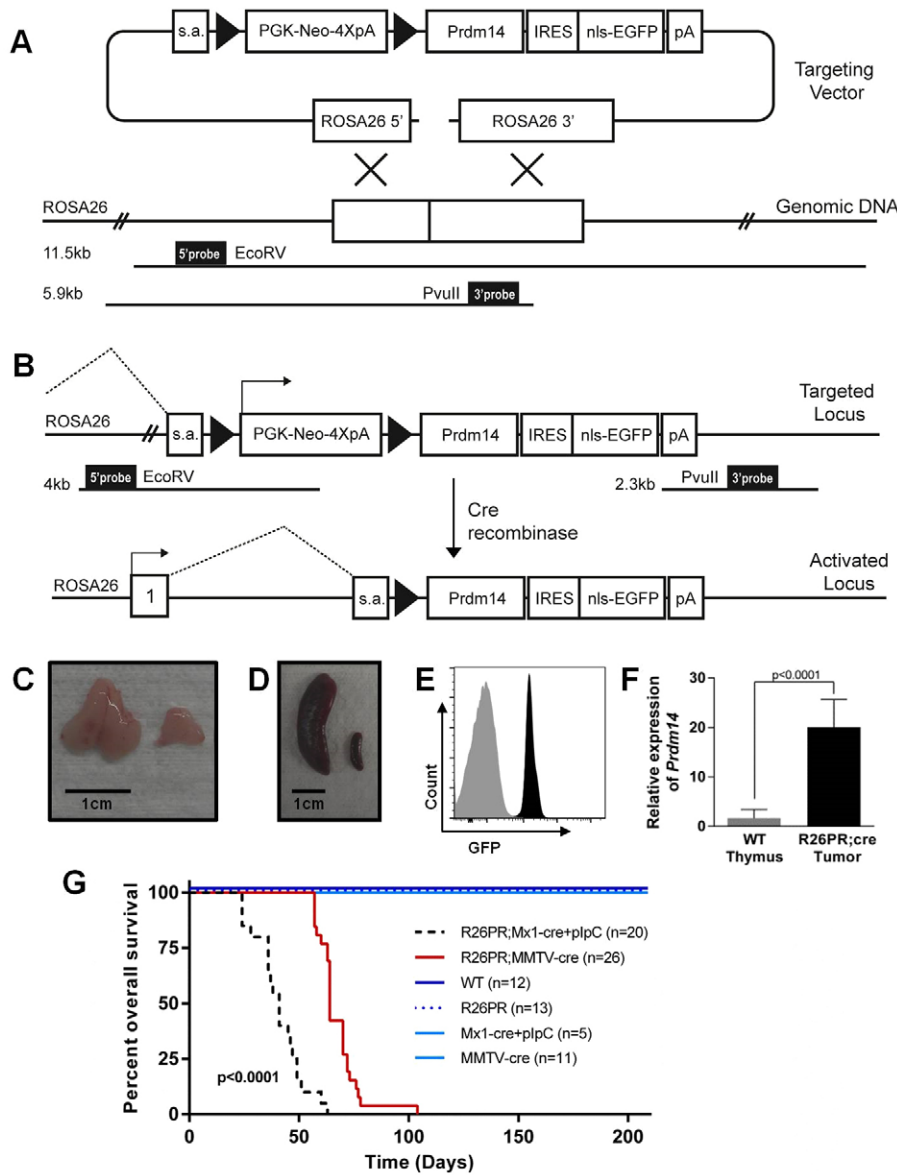 A
s.a. PGK-Neo-4XpA Prdm14 IRES nls-EGFP pA
Targeting
Vector
ROSA26 5' ROSA26 3'
ROSA26 Genomic DNA
11.5kb 5'probe EcoRV
5.9kb PvuII 3'probe
B
ROSA26 s.a. PGK-Neo-4XpA Prdm14 IRES nls-EGFP pA
Targeted
Locus
4kb 5'probe EcoRV 2.3kb PvuII 3'probe
Cre
recombinase
ROSA26 1 s.a. Prdm14 IRES nls-EGFP pA
Activated
Locus
C
1cm
D
1cm
E
Count
GFP
F
Relative expression
of Prdm14
30
20
10
0
p<0.0001
WT
Thymus
R26PR;cre
Tumor
G
Percent overall survival
100
75
50
25
0
R26PR;Mx1-cre+pIpC (n=20)
R26PR;MMTV-cre (n=26)
WT (n=12)
R26PR (n=13)
Mx1-cre+pIpC (n=5)
MMTV-cre (n=11)
p<0.0001
0 50 100 150 200
Time (Days)